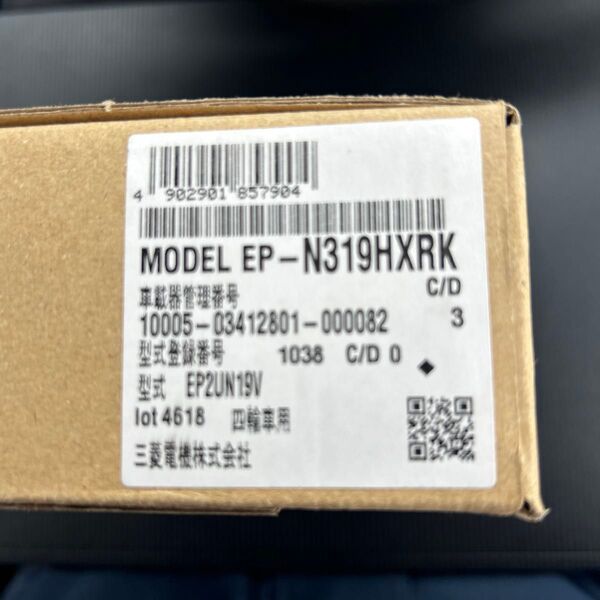 4 902901 857904
MODEL EP-N319HXRK
車載器管理番号 C/D
10005-03412801-000082 3
型式登録番号 1038 C/D 0
型式 EP2UN19V
lot 4618 四輪車用
三菱電機株式会社